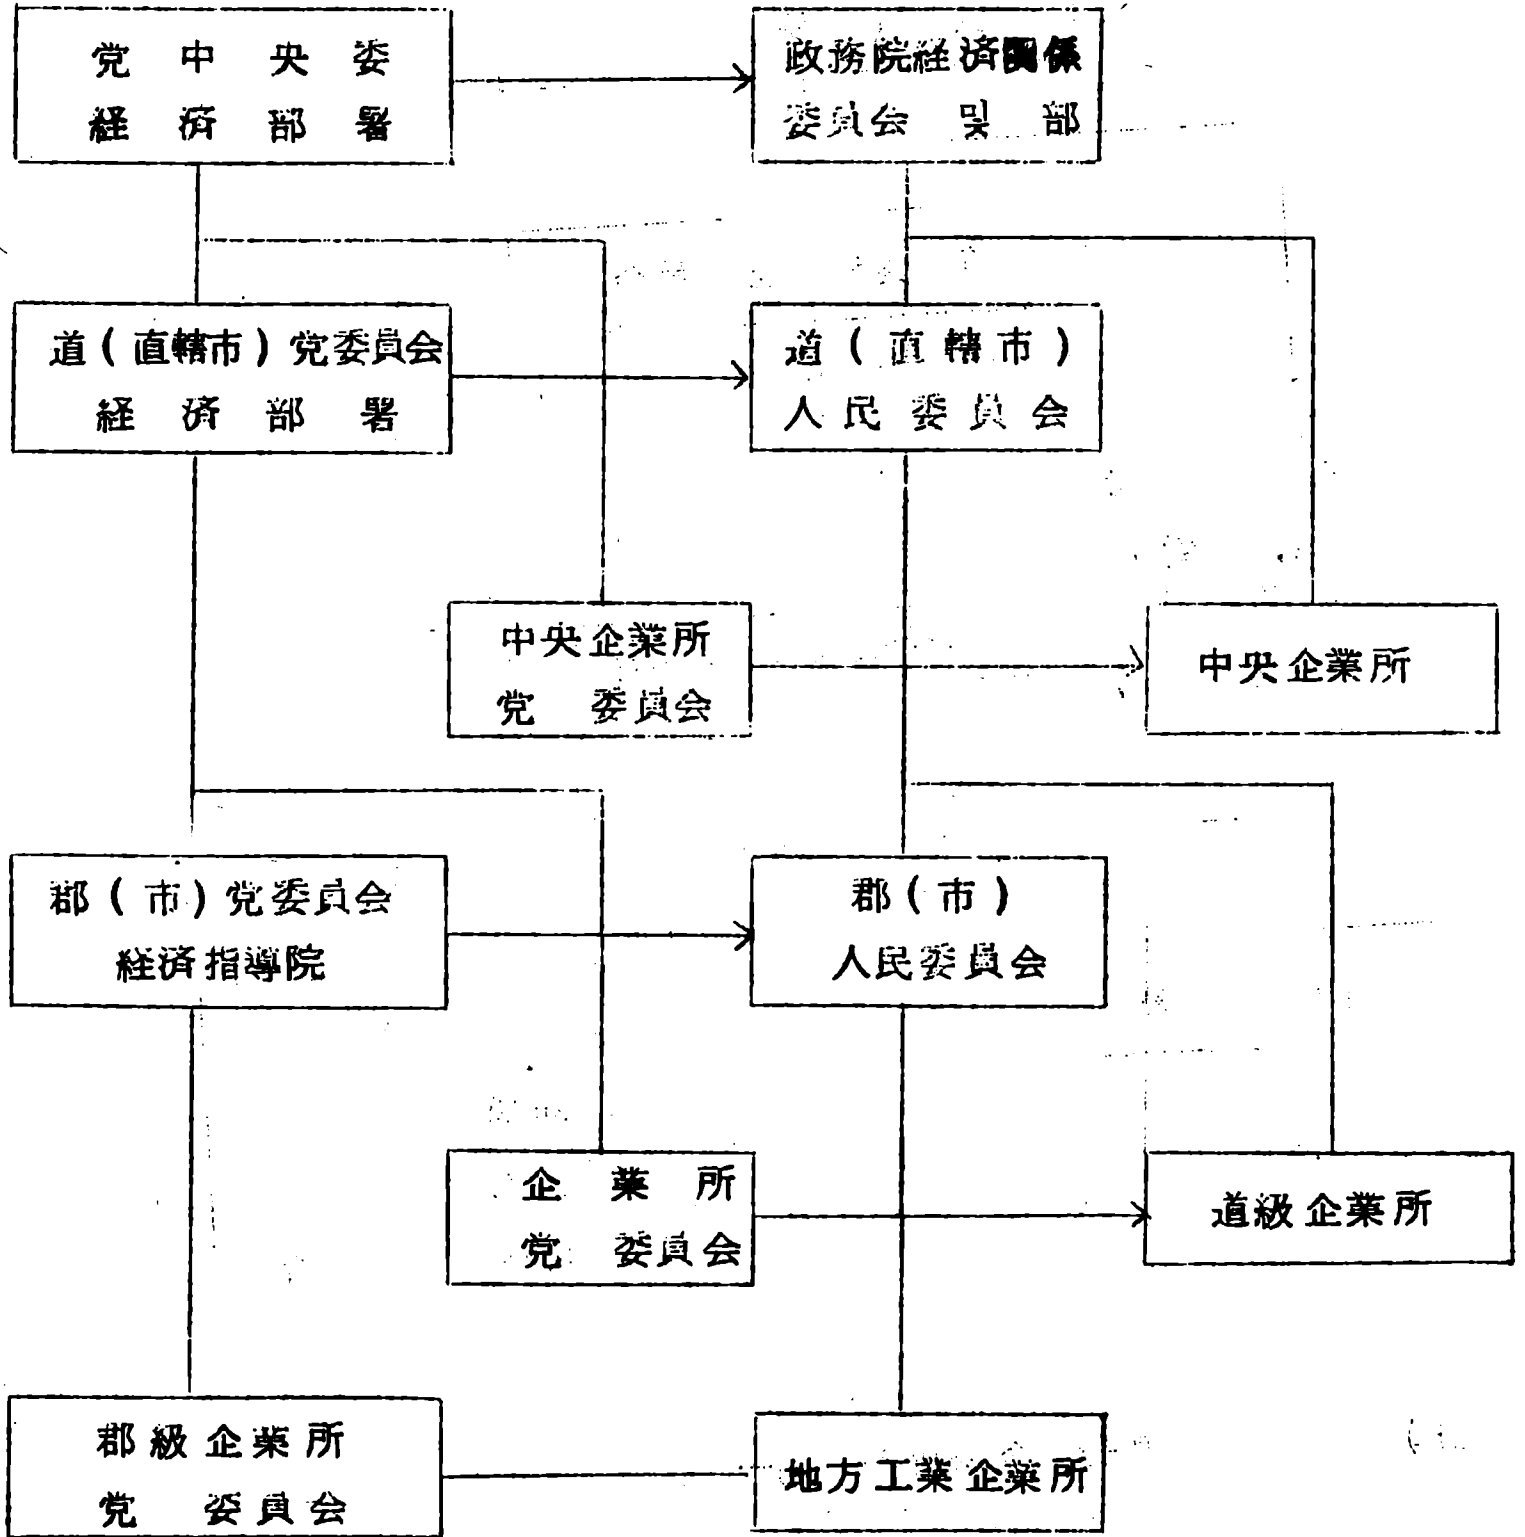 党中央委
経済部署
政務院経済関係
委員会 및 部
道(直轄市)党委員会
経済部署
道(直轄市)
人民委員会
中央企業所
党 委員会
中央企業所
郡(市)党委員会
経済指導院
郡(市)
人民委員会
企業所
党 委員会
道級企業所
郡級企業所
党 委員会
地方工業企業所